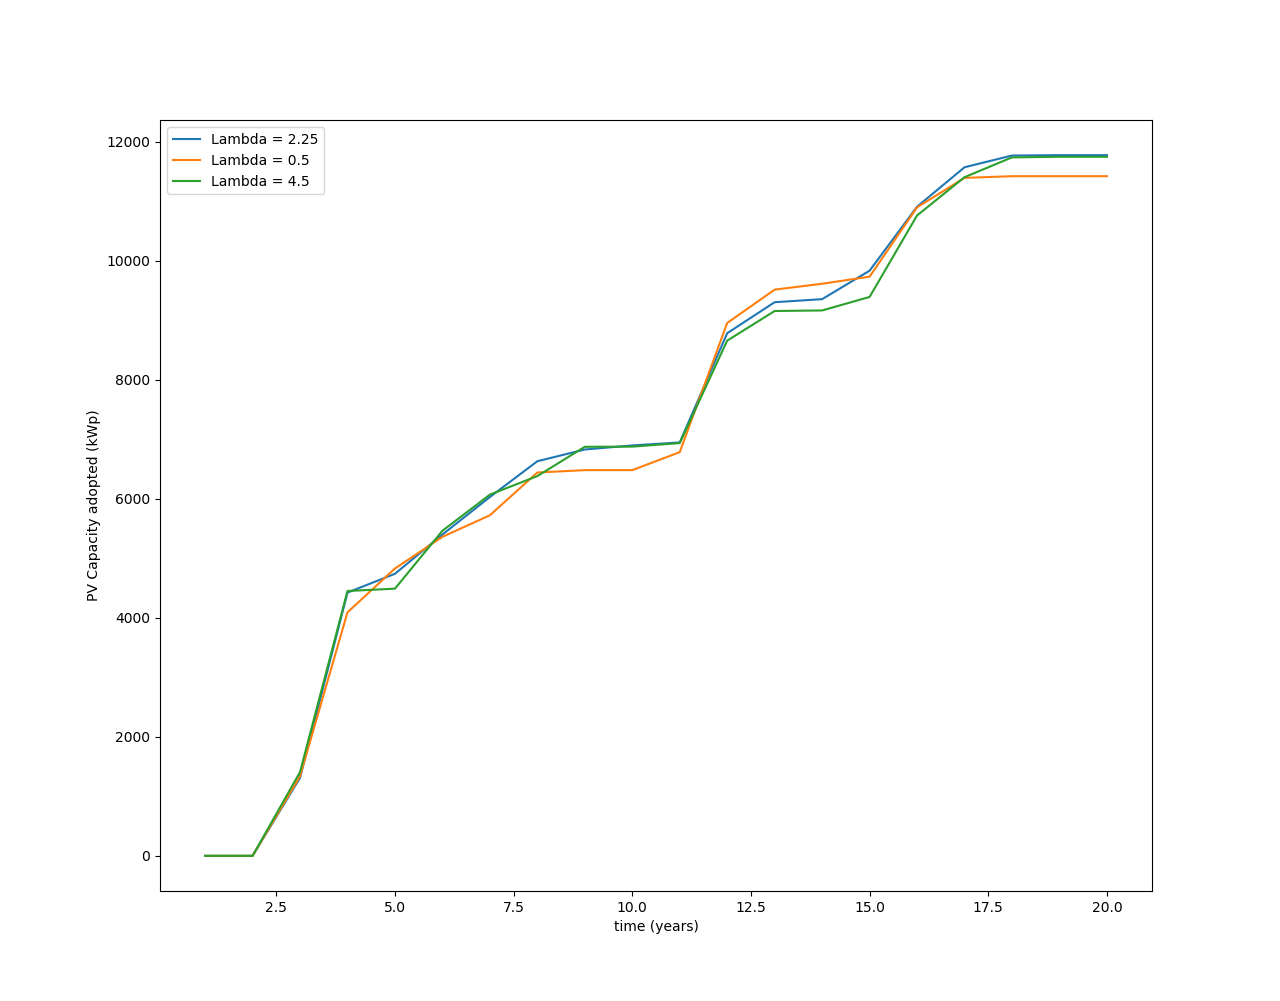 Lambda = 2.25
Lambda = 0.5
Lambda = 4.5
12000
10000
8000
6000
4000
2000
0
PV Capacity adopted (kWp)
2.5 5.0 7.5 10.0 12.5 15.0 17.5 20.0
time (years)